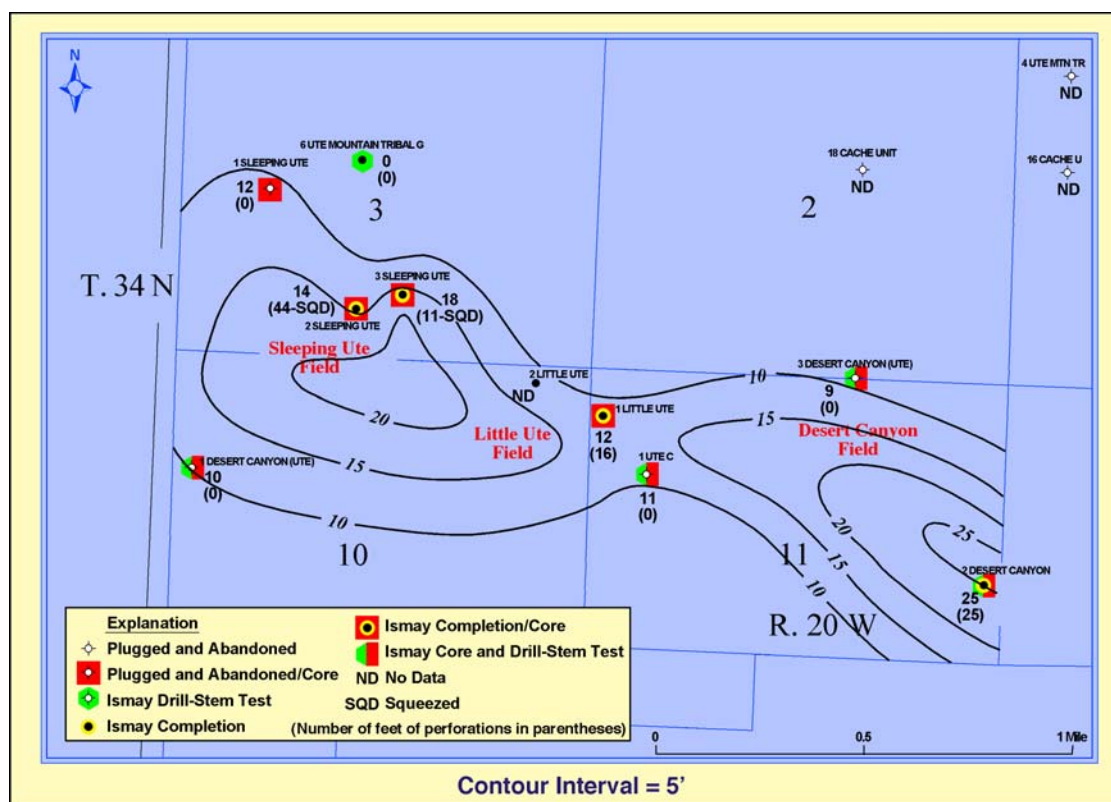 N
4 UTE MTN TR
ND
6 UTE MOUNTAIN TRIBAL G
0
(0)
1 SLEEPING UTE
12
(0)
18 CACHE UNIT
ND
16 CACHE U
ND
3
2
T. 34 N
3 SLEEPING UTE
14
(44-SQD)
18
(11-SQD)
2 SLEEPING UTE
Sleeping Ute
Field
2 LITTLE UTE
ND
10
3 DESERT CANYON (UTE)
9
(0)
20
1 LITTLE UTE
12
(16)
15
Desert Canyon
Field
Little Ute
Field
15
1 DESERT CANYON (UTE)
10
(0)
1 UTE C
11
(0)
10
20
25
10
11
15
10
2 DESERT CANYON
25
(25)
R. 20 W
Explanation
Plugged and Abandoned
Plugged and Abandoned/Core
Ismay Drill-Stem Test
Ismay Completion
Ismay Completion/Core
Ismay Core and Drill-Stem Test
ND No Data
SQD Squeezed
(Number of feet of perforations in parentheses)
0 0.5 1 Mile
Contour Interval = 5'